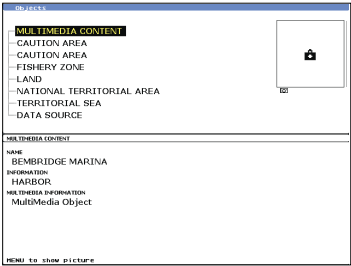 Objects
MULTIMEDIA CONTENT
CAUTION AREA
CAUTION AREA
FISHERY ZONE
LAND
NATIONAL TERRITORIAL AREA
TERRITORIAL SEA
DATA SOURCE
MULTIMEDIA CONTENT
NAME
BEMBRIDGE MARINA
INFORMATION
HARBOR
MULTIMEDIA INFORMATION
MultiMedia Object
MENU to show picture